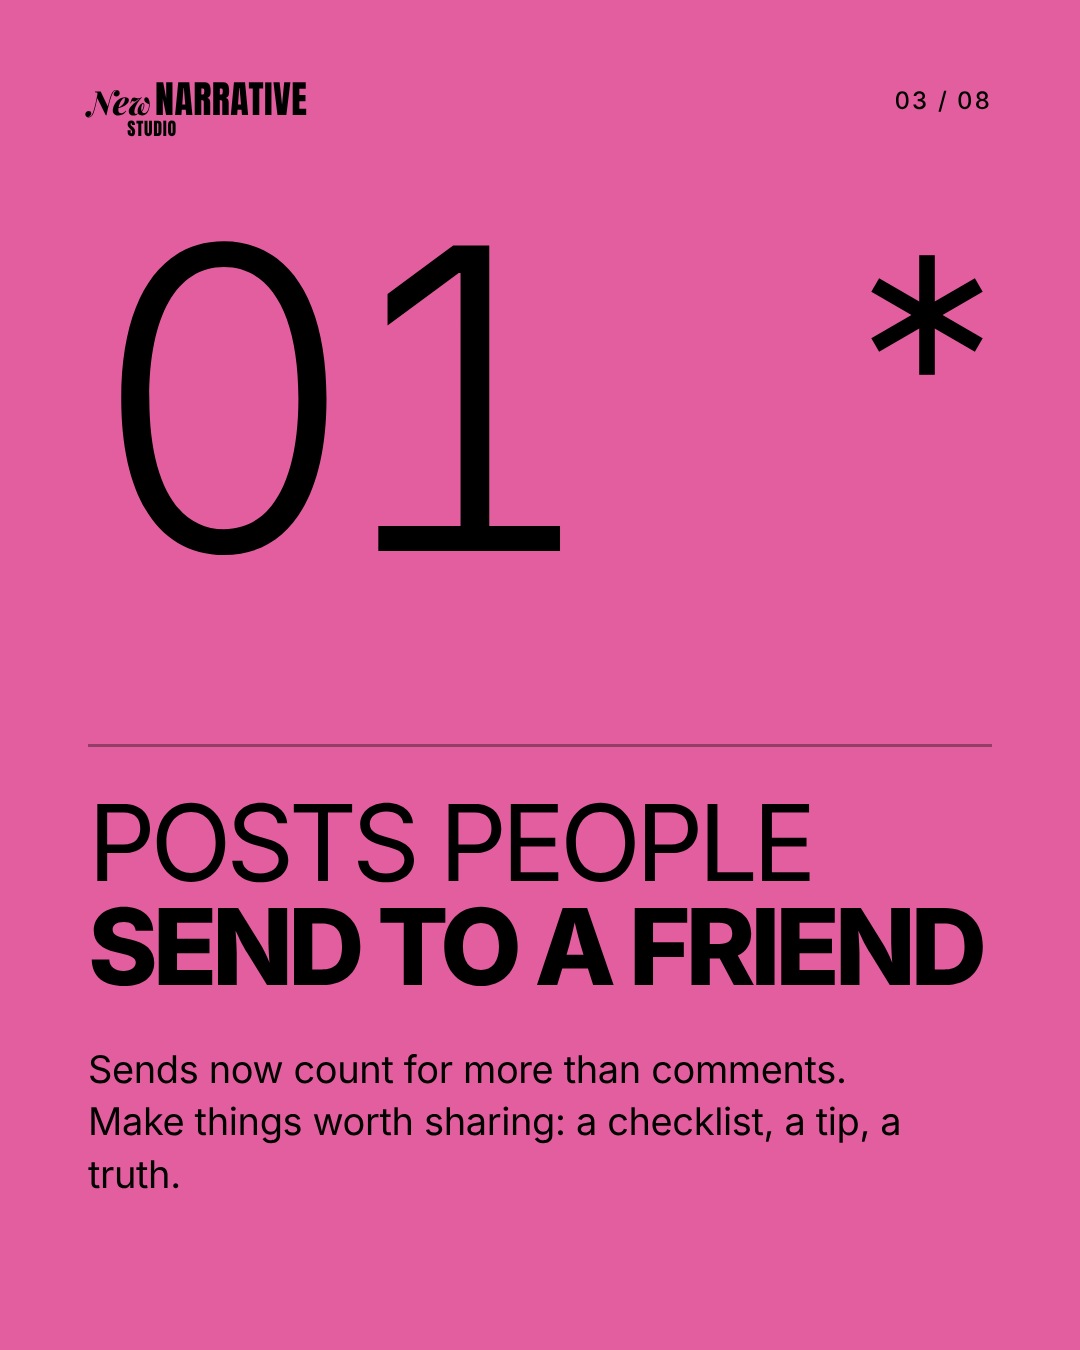 New NARRATIVE
STUDIO
03 / 08
01
*
POSTS PEOPLE
SEND TO A FRIEND
Sends now count for more than comments.
Make things worth sharing: a checklist, a tip, a
truth.